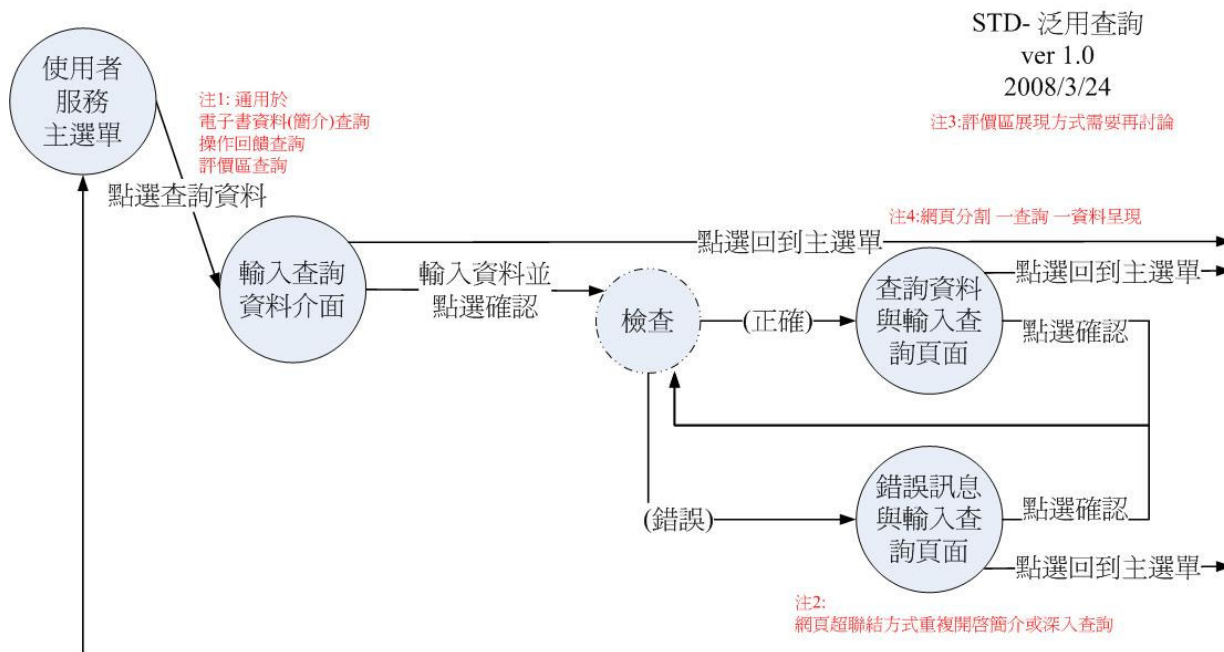 STD- 泛用查詢
ver 1.0
2008/3/24
注3:評價區展現方式需要再討論
使用者
服務
主選單
注1: 通用於
電子書資料(簡介)查詢
操作回饋查詢
評價區查詢
點選查詢資料
注4:網頁分割 一查詢 一資料呈現
點選回到主選單
輸入查詢
資料介面
輸入資料並
點選確認
檢查
(正確)
查詢資料
與輸入查
詢頁面
點選回到主選單
點選確認
(錯誤)
錯誤訊息
與輸入查
詢頁面
點選確認
點選回到主選單
注2:
網頁超聯結方式重複開啓簡介或深入查詢